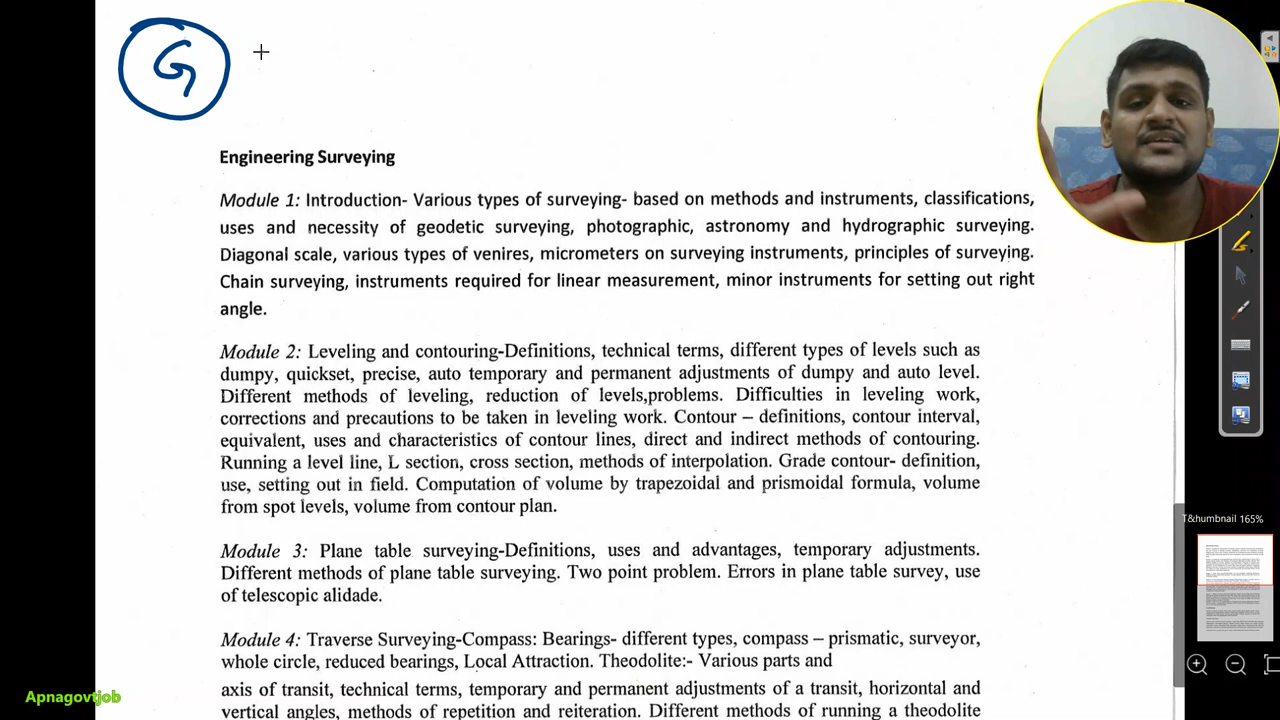 G
Engineering Surveying
Module 1: Introduction- Various types of surveying- based on methods and instruments, classifications,
uses and necessity of geodetic surveying, photographic, astronomy and hydrographic surveying.
Diagonal scale, various types of venires, micrometers on surveying instruments, principles of surveying.
Chain surveying, instruments required for linear measurement, minor instruments for setting out right
angle.
Module 2: Leveling and contouring-Definitions, technical terms, different types of levels such as
dumpy, quickset, precise, auto temporary and permanent adjustments of dumpy and auto level.
Different methods of leveling, reduction of levels,problems. Difficulties in leveling work,
corrections and precautions to be taken in leveling work. Contour – definitions, contour interval,
equivalent, uses and characteristics of contour lines, direct and indirect methods of contouring.
Running a level line, L section, cross section, methods of interpolation. Grade contour- definition,
use, setting out in field. Computation of volume by trapezoidal and prismoidal formula, volume
from spot levels, volume from contour plan.
Module 3: Plane table surveying-Definitions, uses and advantages, temporary adjustments.
Different methods of plane table surveying. Two point problem. Errors in plane table survey, use
of telescopic alidade.
Module 4: Traverse Surveying-Compass: Bearings- different types, compass – prismatic, surveyor,
whole circle, reduced bearings, Local Attraction. Theodolite:- Various parts and
axis of transit, technical terms, temporary and permanent adjustments of a transit, horizontal and
vertical angles, methods of repetition and reiteration. Different methods of running a theodolite
T&humbnail 165%
Apnagovtjob